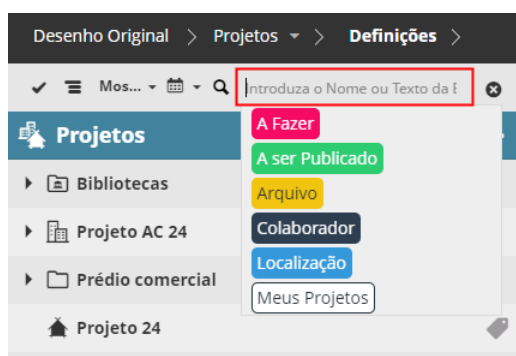 Desenho Original > Projetos > Definições >
Mos... Introduza o Nome ou Texto da E
Projetos
A Fazer
A ser Publicado
Arquivo
Colaborador
Localização
Meus Projetos
Bibliotecas
Projeto AC 24
Prédio comercial
Projeto 24